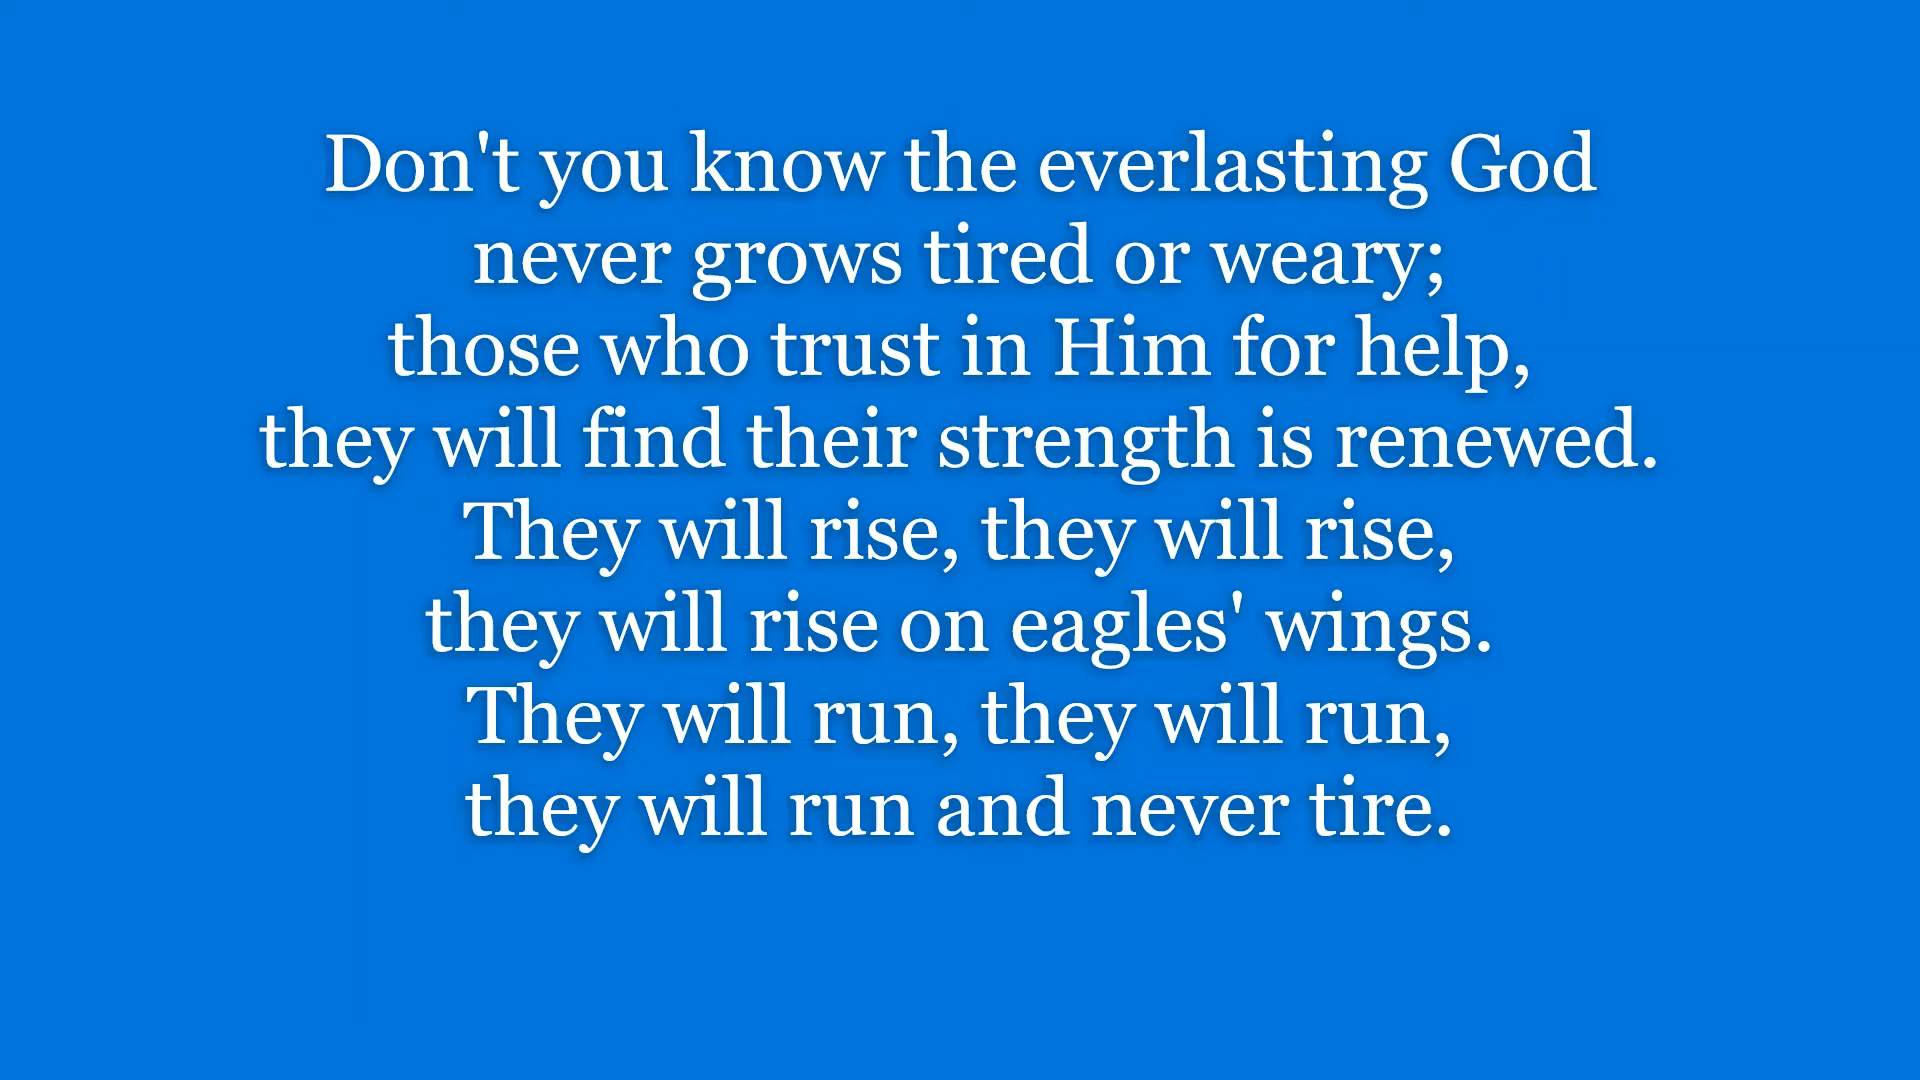 Don't you know the everlasting God
never grows tired or weary;
those who trust in Him for help,
they will find their strength is renewed.
They will rise, they will rise,
they will rise on eagles' wings.
They will run, they will run,
they will run and never tire.